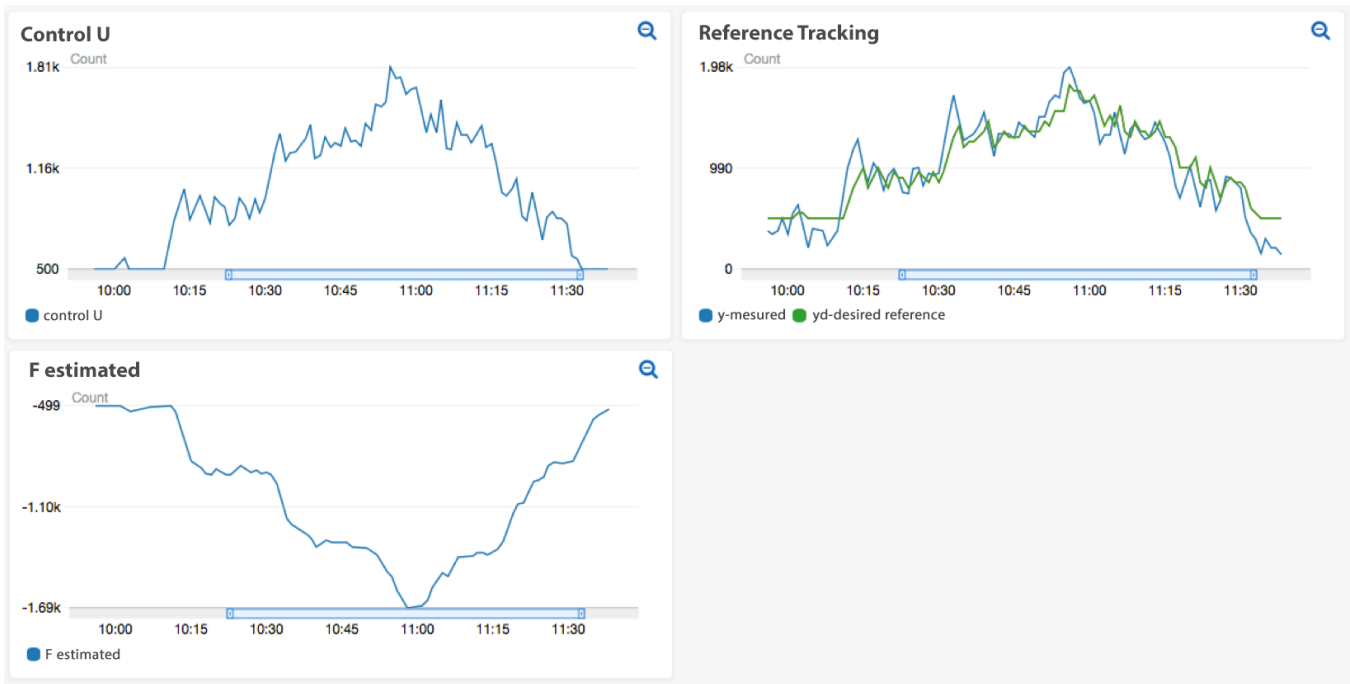 Control U
Count
1.81k
1.16k
500
10:00 10:15 10:30 10:45 11:00 11:15 11:30
control U
Reference Tracking
Count
1.98k
990
0
10:00 10:15 10:30 10:45 11:00 11:15 11:30
y-mesured yd-desired reference
F estimated
Count
-499
-1.10k
-1.69k
10:00 10:15 10:30 10:45 11:00 11:15 11:30
F estimated